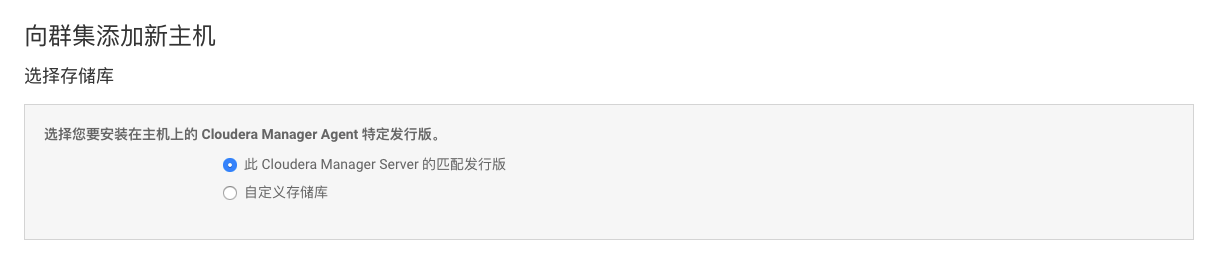 向群集添加新主机
选择存储库
选择您要安装在主机上的 Cloudera Manager Agent 特定发行版。
此 Cloudera Manager Server 的匹配发行版
自定义存储库